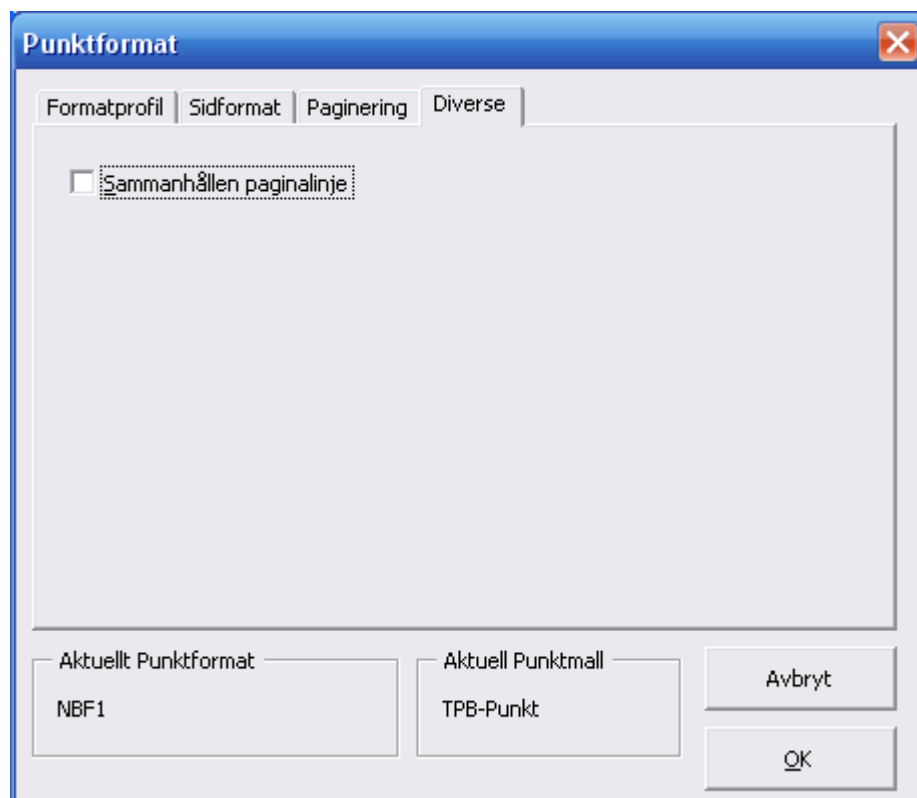 Punktformat
Formatprofil Sidformat Paginering Diverse
Sammanhållen paginalinje
Aktuellt Punktformat Aktuell Punktmall
Avbryt
NBF1 TPB-Punkt
OK